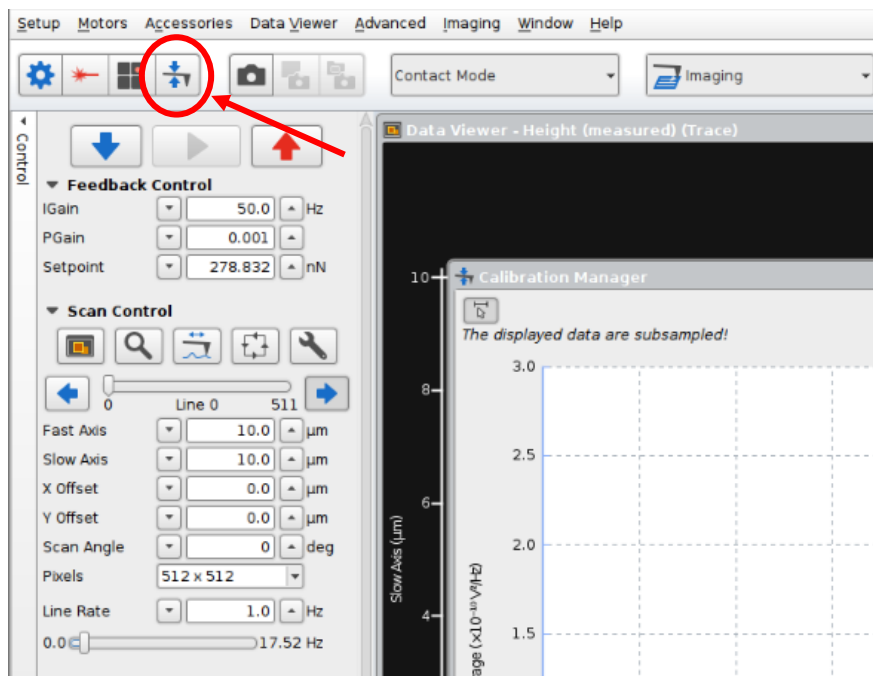 Setup Motors Accessories Data Viewer Advanced Imaging Window Help
Contact Mode Imaging
Control
Feedback Control
IGain 50.0 Hz
PGain 0.001
Setpoint 278.832 nN
Scan Control
0 Line 0 511
Fast Axis 10.0 µm
Slow Axis 10.0 µm
X Offset 0.0 µm
Y Offset 0.0 µm
Scan Angle 0 deg
Pixels 512 x 512
Line Rate 1.0 Hz
0.0 17.52 Hz
Data Viewer - Height (measured) (Trace)
10
8
6
4
Slow Axis (µm)
Calibration Manager
The displayed data are subsampled!
3.0
2.5
2.0
1.5